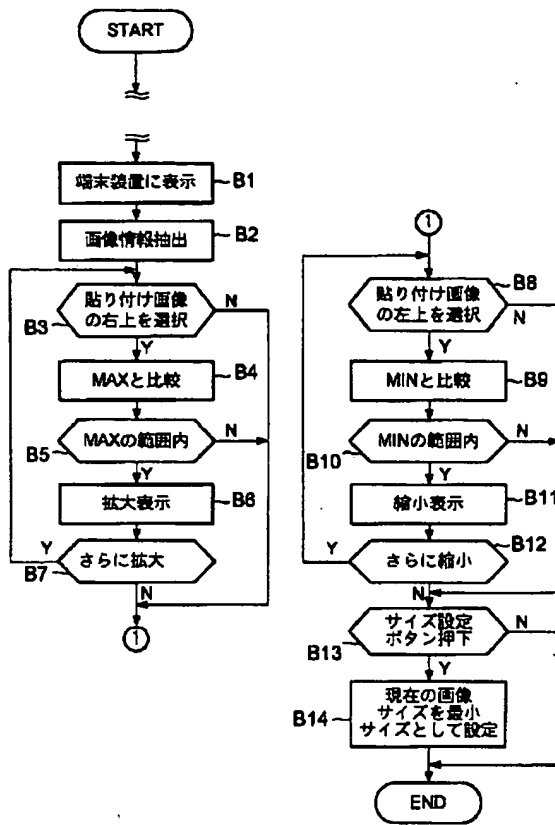 START
端末装置に表示
B1
画像情報抽出
B2
貼り付け画像
の右上を選択
N
B3
Y
MAXと比較
B4
MAXの範囲内
N
B5
Y
拡大表示
B6
Y
さらに拡大
B7
N
1
1
B8
貼り付け画像
の左上を選択
N
Y
MINと比較
B9
MINの範囲内
N
B10
Y
縮小表示
B11
B12
Y
さらに縮小
N
サイズ設定
ボタン押下
N
B13
Y
現在の画像
サイズを最小
サイズとして設定
B14
END